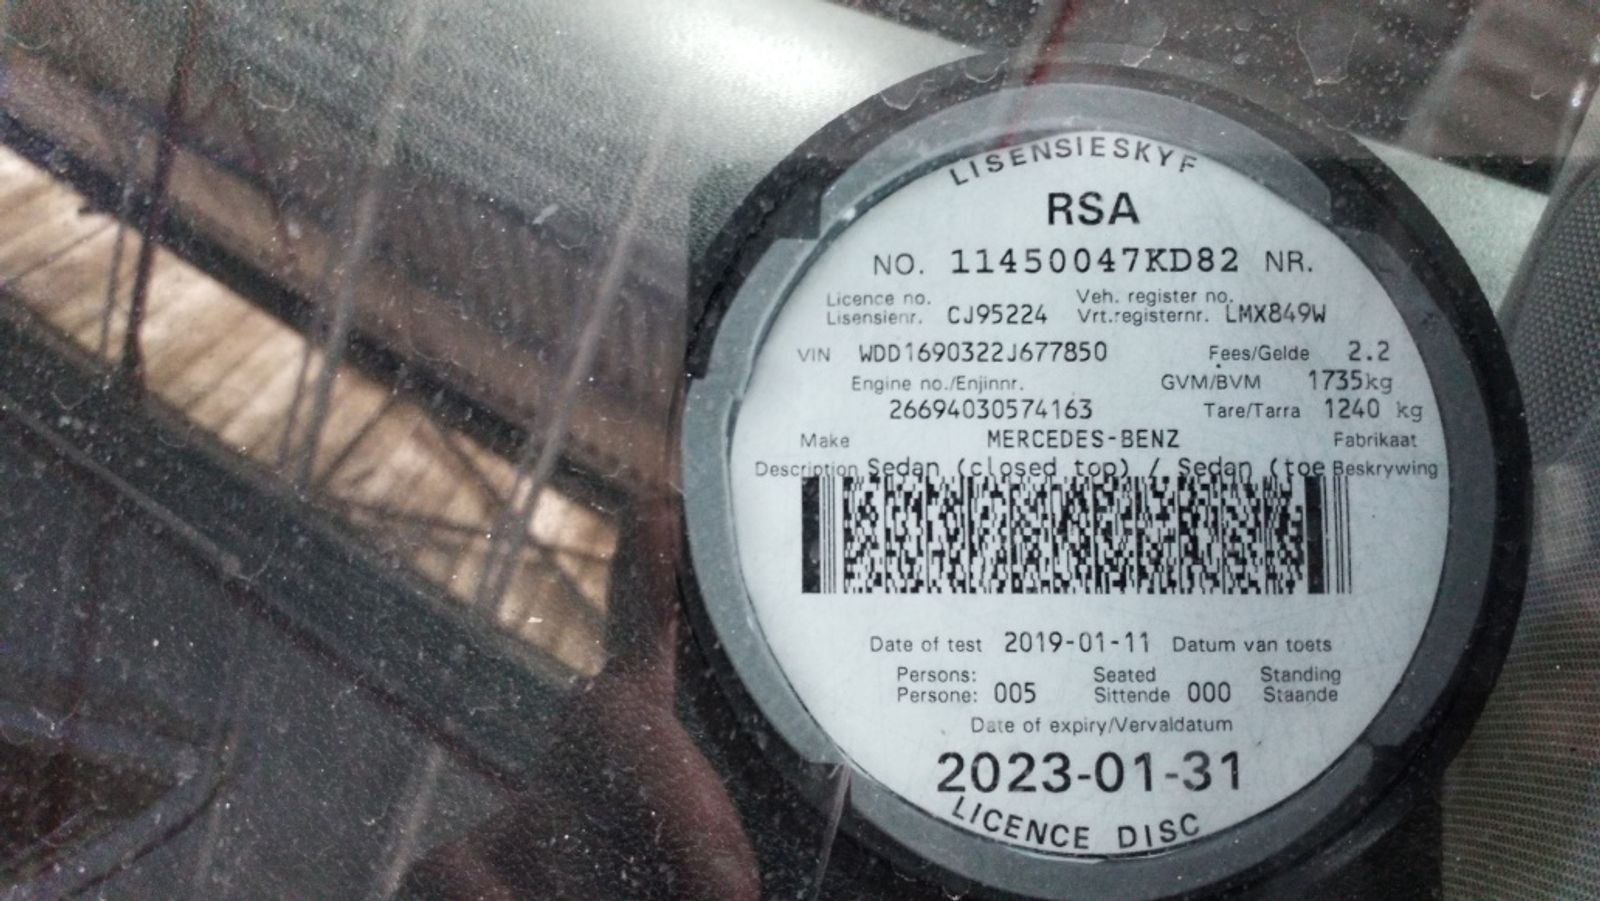 LISENSIESKYF
RSA
NO. 11450047KD82 NR.
Licence no. Veh. register no.
Lisensienr. CJ95224 Vrt.registernr. LMX849W
VIN WDD1690322J677850 Fees/Gelde 2.2
Engine no./Enjinnr. GVM/BVM 1735kg
26694030574163 Tare/Tarra 1240 kg
Make MERCEDES-BENZ Fabrikaat
Description Sedan (closed top) / Sedan (toe Beskrywing
Date of test 2019-01-11 Datum van toets
Persons: Seated Standing
Persone: 005 Sittende 000 Staande
Date of expiry/Vervaldatum
2023-01-31
LICENCE DISC